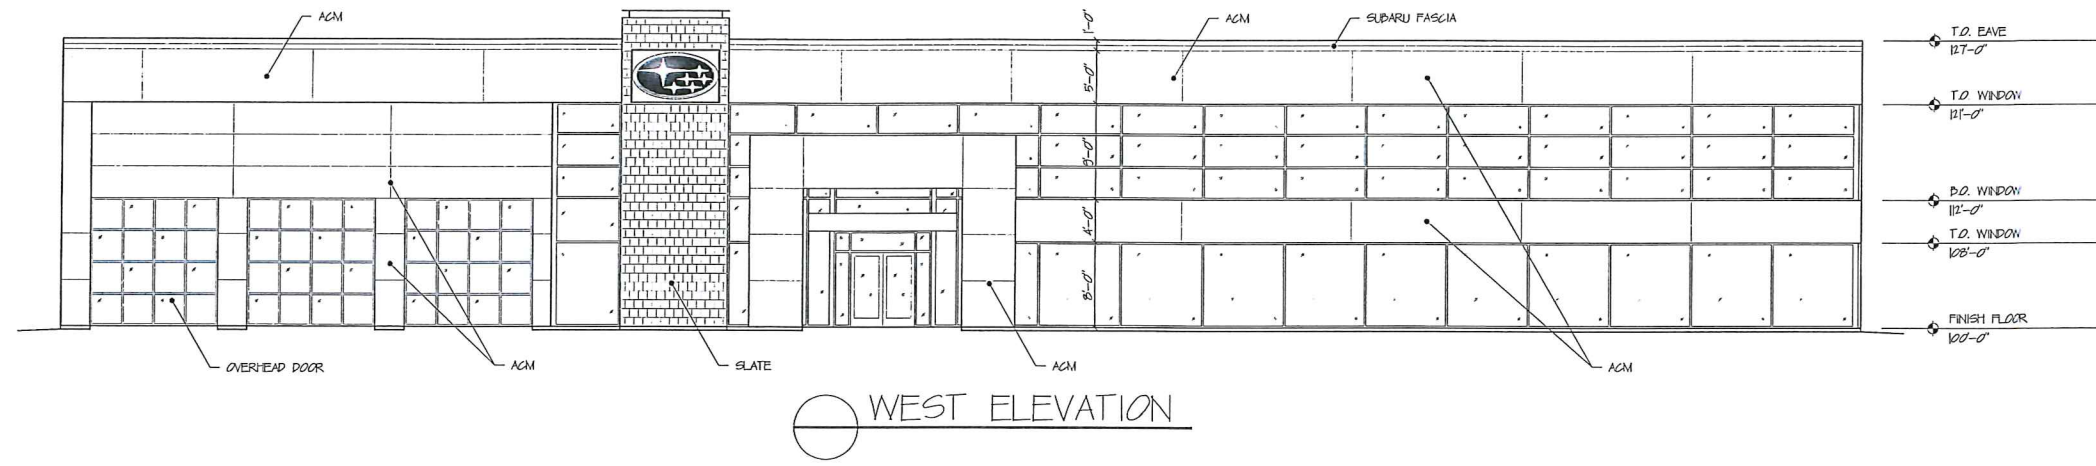 ACM
ACM
SUBARU FASCIA
1'-0"
5'-0"
9'-0"
4'-0"
8'-0"
T.O. EAVE
127'-0"
T.O. WINDOW
121'-0"
B.O. WINDOW
112'-0"
T.O. WINDOW
108'-0"
FINISH FLOOR
100'-0"
OVERHEAD DOOR
ACM
SLATE
ACM
ACM
WEST ELEVATION